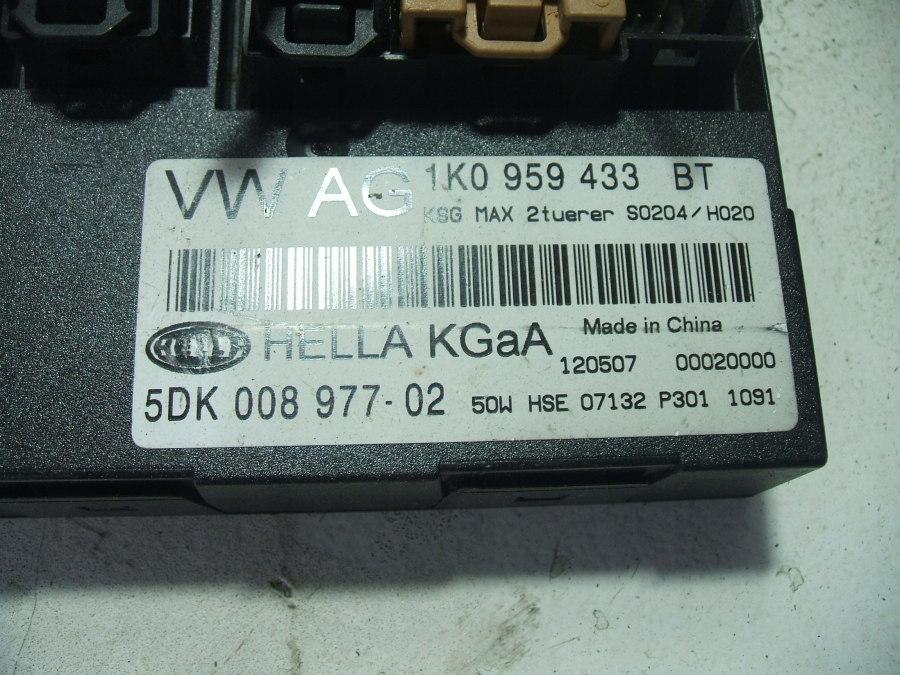 VW AG 1K0 959 433 BT
KSG MAX 2tuerer S0204/H020
HELLA HELLA KGaA Made in China
120507 00020000
5DK 008 977-02 50W HSE 07132 P301 1091